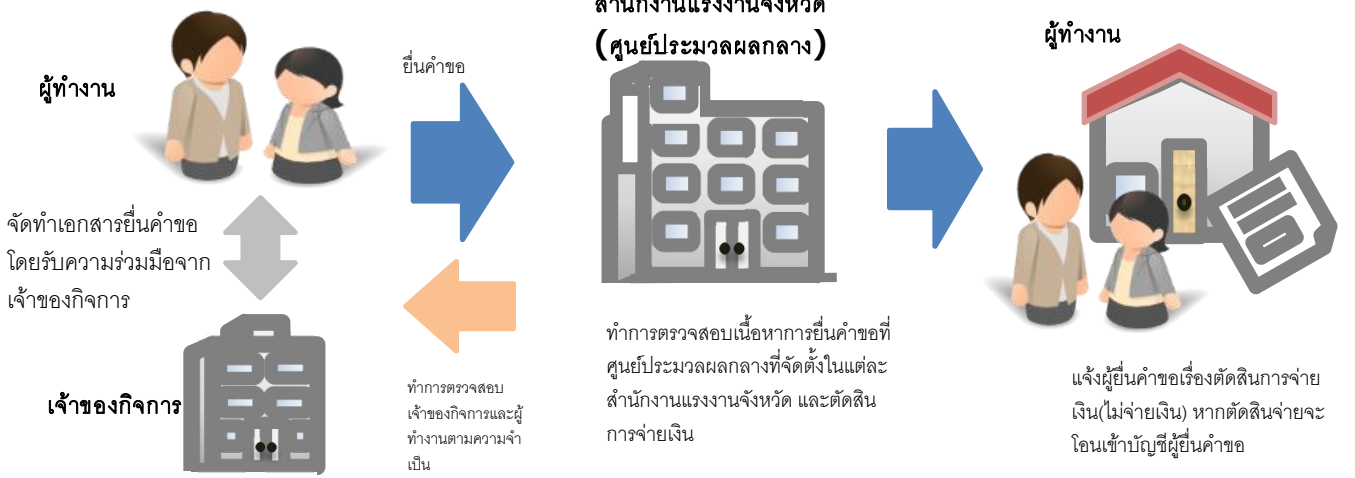 ผู้ทำงาน
จัดทำเอกสารยื่นคำขอ
โดยรับความร่วมมือจาก
เจ้าของกิจการ
เจ้าของกิจการ
ยื่นคำขอ
ทำการตรวจสอบ
เจ้าของกิจการและผู้
ทำงานตามความจำ
เป็น
สำนักงานแรงงานจังหวัด
(ศูนย์ประมวลผลกลาง)
ทำการตรวจสอบเนื้อหาการยื่นคำขอที่
ศูนย์ประมวลผลกลางที่จัดตั้งในแต่ละ
สำนักงานแรงงานจังหวัด และตัดสิน
การจ่ายเงิน
ผู้ทำงาน
แจ้งผู้ยื่นคำขอเรื่องตัดสินการจ่าย
เงิน(ไม่จ่ายเงิน) หากตัดสินจ่ายจะ
โอนเข้าบัญชีผู้ยื่นคำขอ